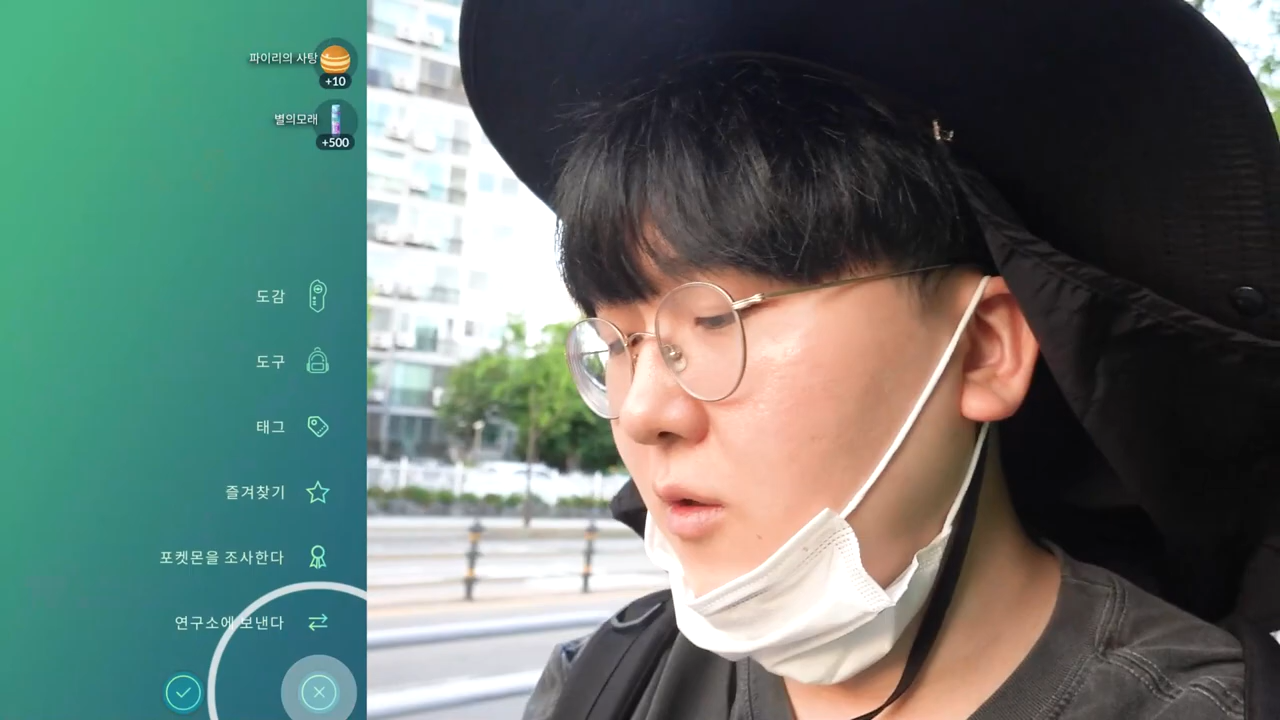 파이리의 사탕
+10
별의모래
+500
도감
도구
태그
즐겨찾기
포켓몬을 조사한다
연구소에 보낸다